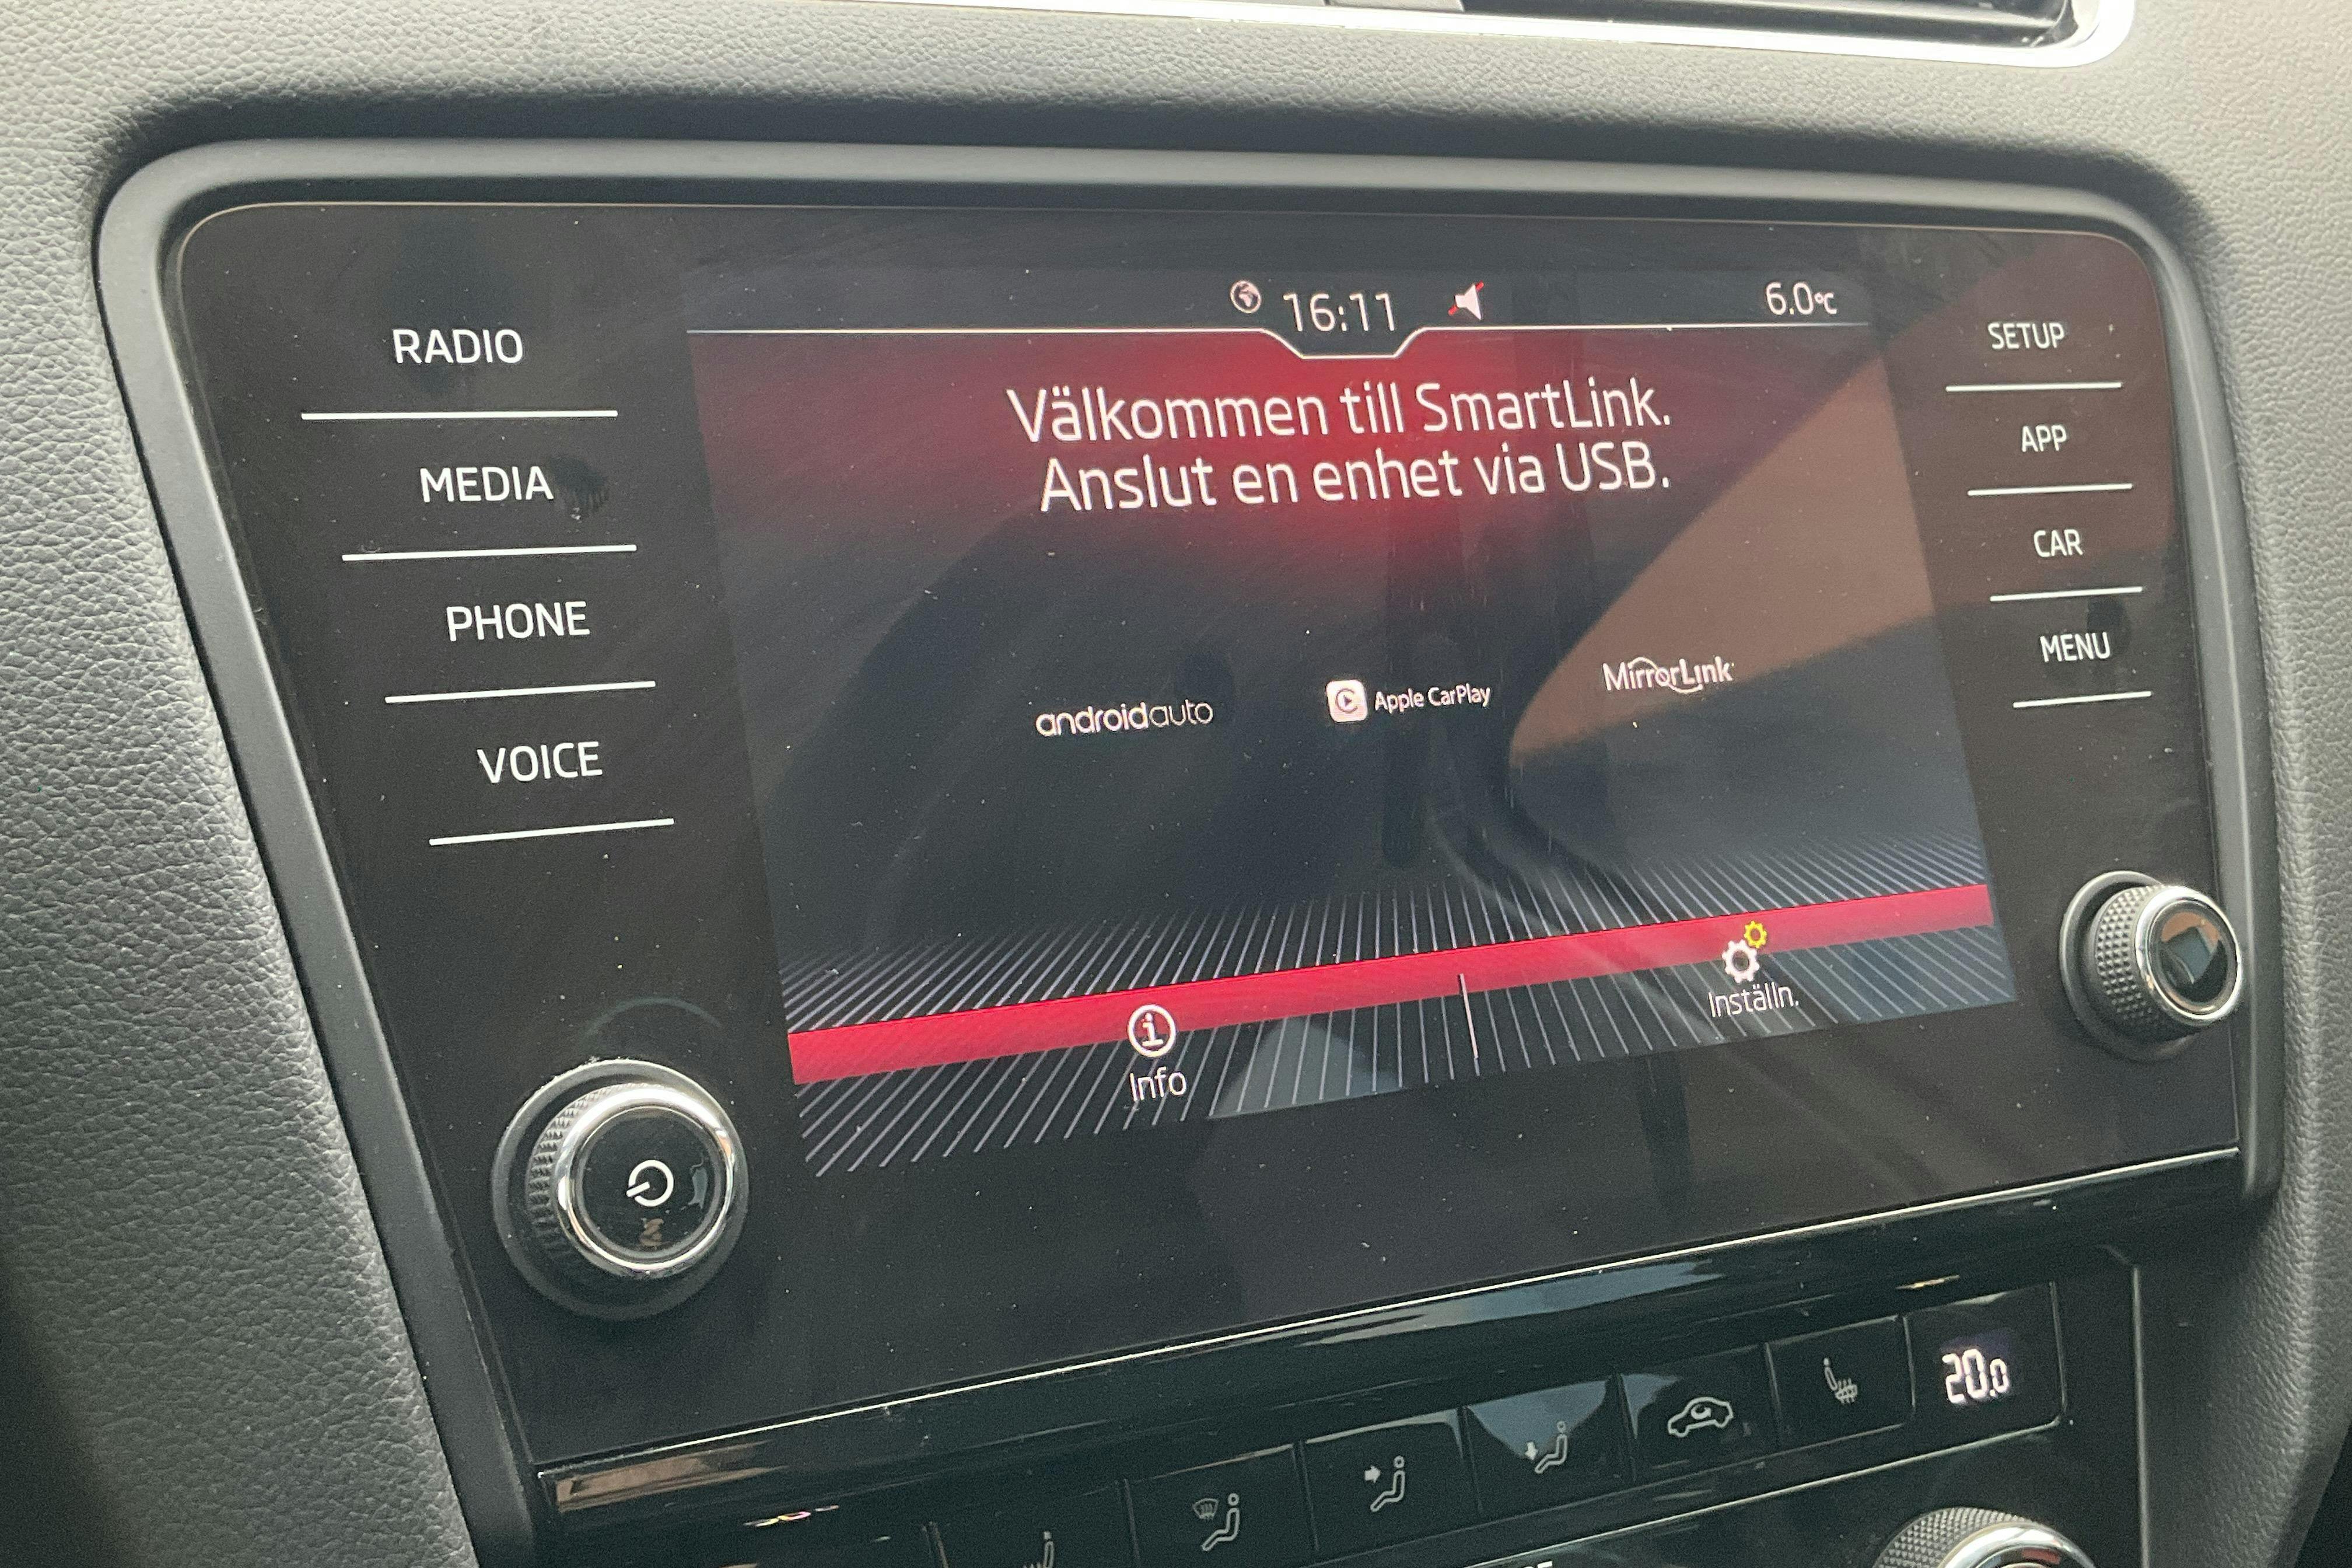 16:11
6.0°C
RADIO
MEDIA
PHONE
VOICE
Välkommen till SmartLink.
Anslut en enhet via USB.
androidauto
Apple CarPlay
MirrorLink
Info
Inställn.
SETUP
APP
CAR
MENU
20.0